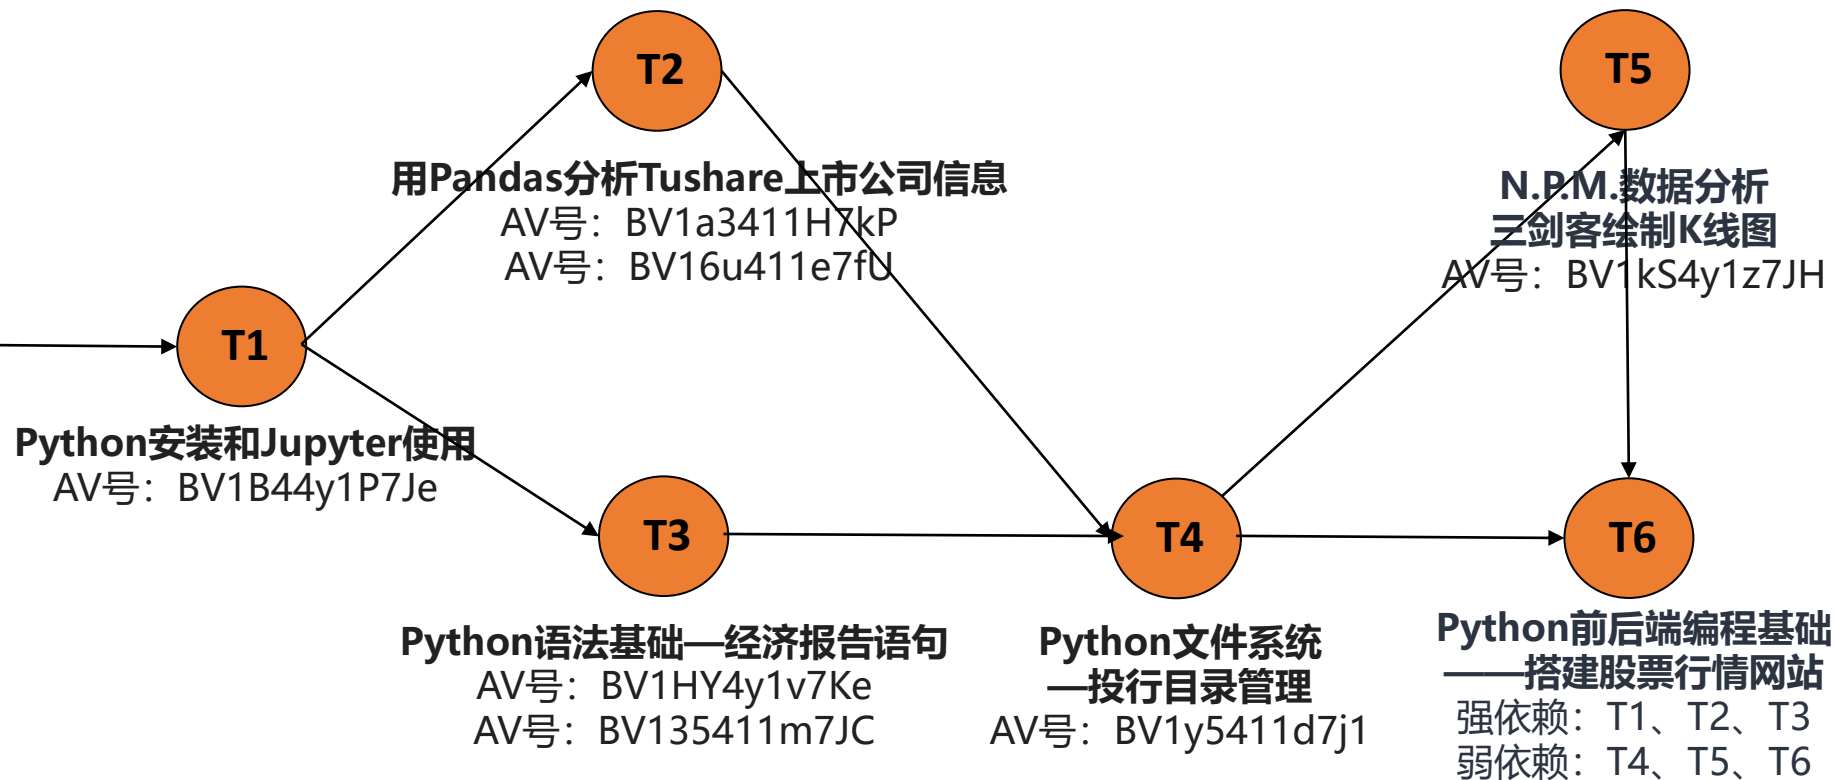 T2
T5
用Pandas分析Tushare上市公司信息
AV号：BV1a3411H7kP
AV号：BV16u411e7fU
N.P.M.数据分析
三剑客绘制K线图
AV号：BV1kS4y1z7JH
T1
Python安装和Jupyter使用
AV号：BV1B44y1P7Je
T3
T4
T6
Python语法基础—经济报告语句
AV号：BV1HY4y1v7Ke
AV号：BV135411m7JC
Python文件系统
—投行目录管理
AV号：BV1y5411d7j1
Python前后端编程基础
——搭建股票行情网站
强依赖：T1、T2、T3
弱依赖：T4、T5、T6